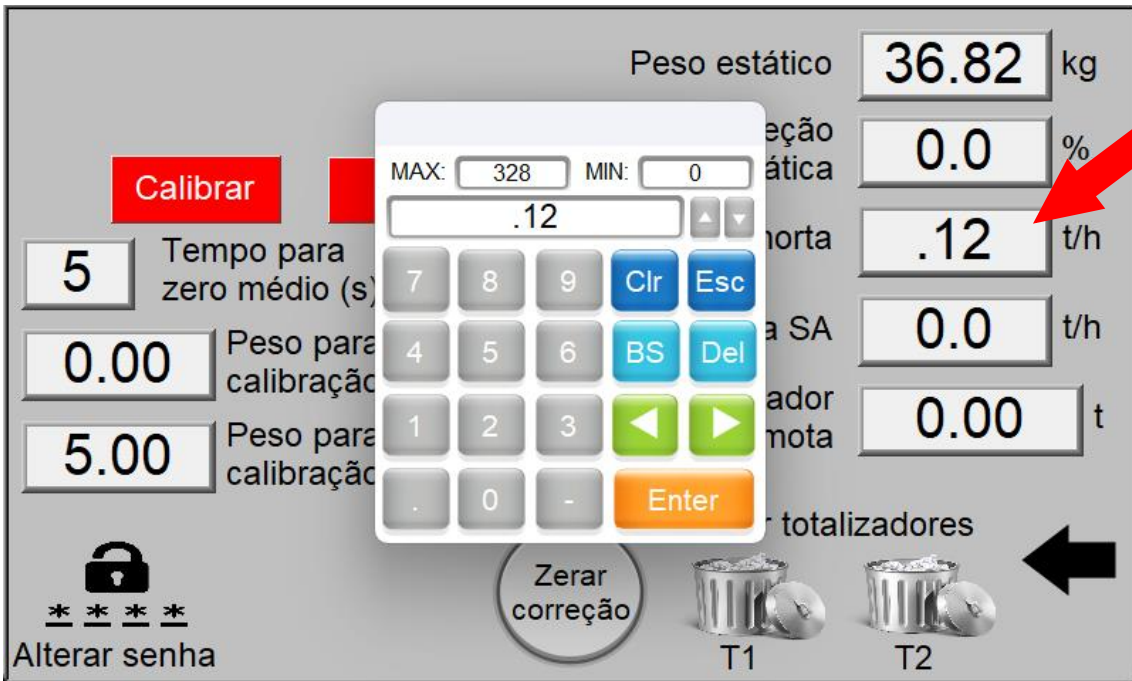 Peso estático 36.82 kg
eção
ática 0.0 %
Calibrar
MAX: 328 MIN: 0
.12
5 Tempo para
zero médio (s)
orta .12 t/h
7 8 9 Clr Esc
a SA 0.0 t/h
0.00 Peso para
calibração
4 5 6 BS Del
ador
mota 0.00 t
5.00 Peso para
calibração
1 2 3
. 0 - Enter
totalizadores
Zerar
correção
* * * *
Alterar senha
T1 T2